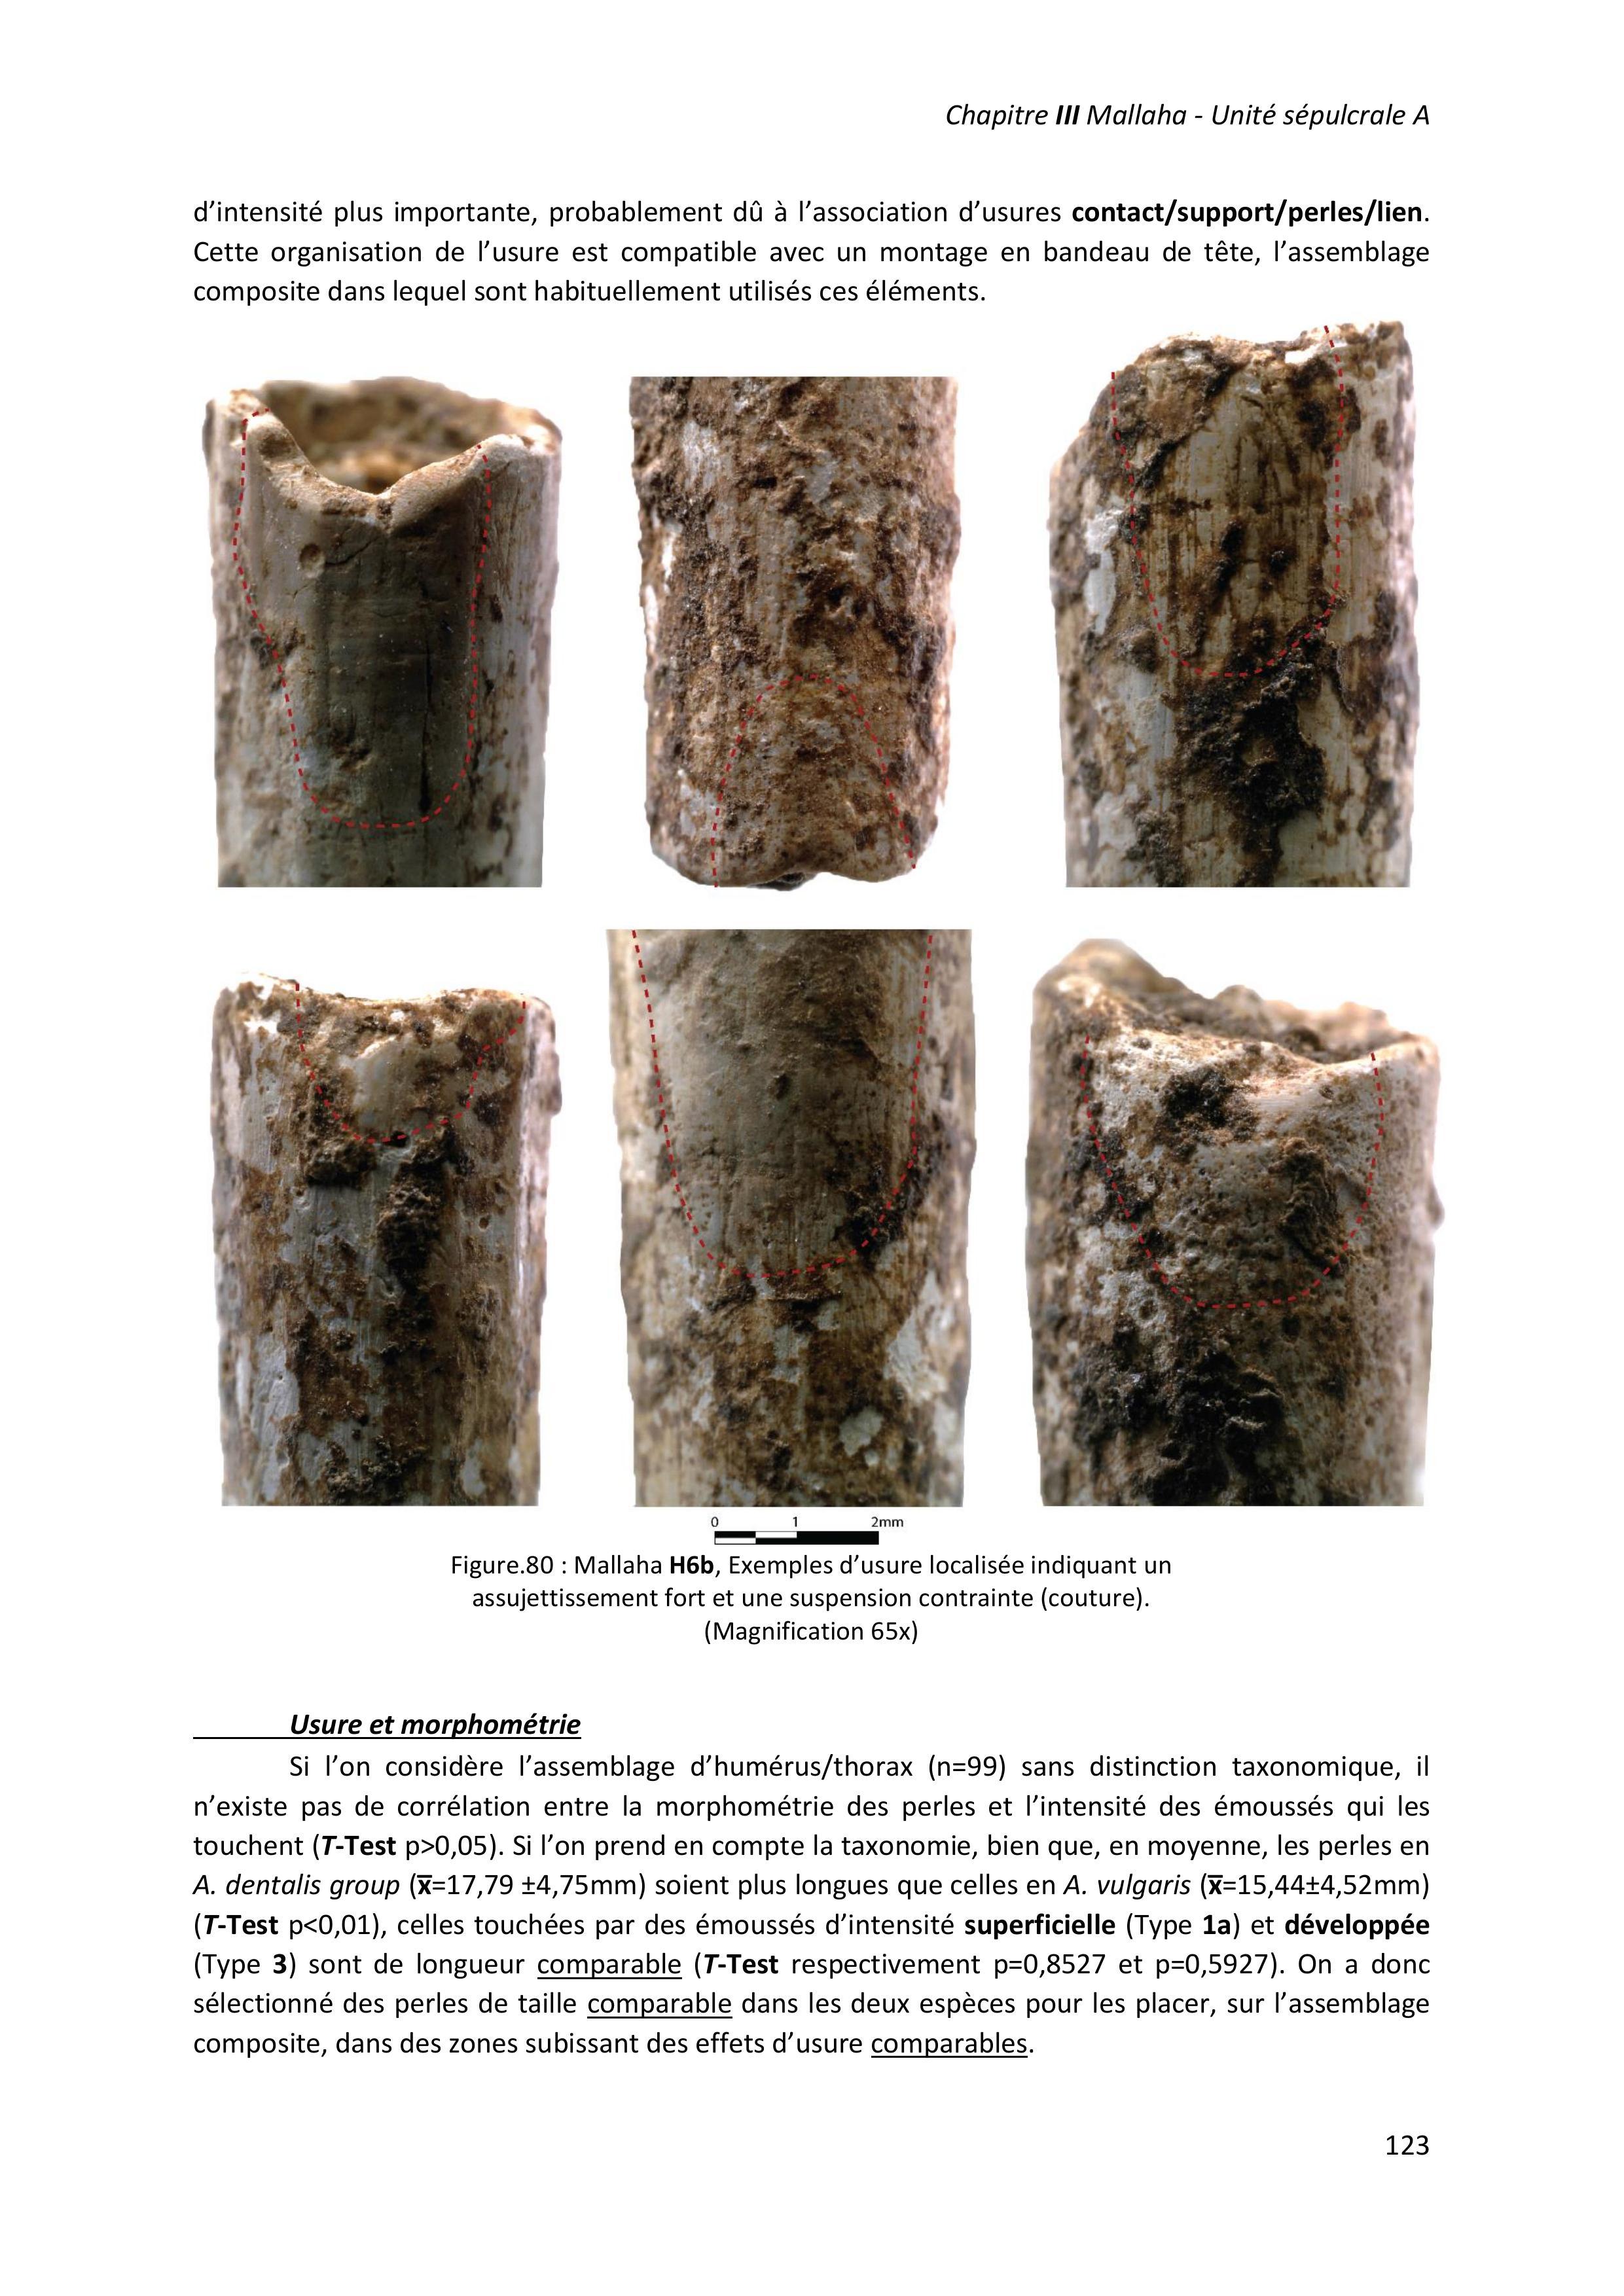 Chapitre III Mallaha - Unité sépulcrale A
d’intensité plus importante, probablement dû à l’association d’usures contact/support/perles/lien.
Cette organisation de l’usure est compatible avec un montage en bandeau de tête, l’assemblage
composite dans lequel sont habituellement utilisés ces éléments.
0 1 2mm
Figure.80 : Mallaha H6b, Exemples d’usure localisée indiquant un
assujettissement fort et une suspension contrainte (couture).
(Magnification 65x)
Usure et morphométrie
Si l’on considère l’assemblage d’humérus/thorax (n=99) sans distinction taxonomique, il
n’existe pas de corrélation entre la morphométrie des perles et l’intensité des émoussés qui les
touchent (T-Test p>0,05). Si l’on prend en compte la taxonomie, bien que, en moyenne, les perles en
A. dentalis group (x̅=17,79 ±4,75mm) soient plus longues que celles en A. vulgaris (x̅=15,44±4,52mm)
(T-Test p<0,01), celles touchées par des émoussés d’intensité superficielle (Type 1a) et développée
(Type 3) sont de longueur comparable (T-Test respectivement p=0,8527 et p=0,5927). On a donc
sélectionné des perles de taille comparable dans les deux espèces pour les placer, sur l’assemblage
composite, dans des zones subissant des effets d’usure comparables.
123